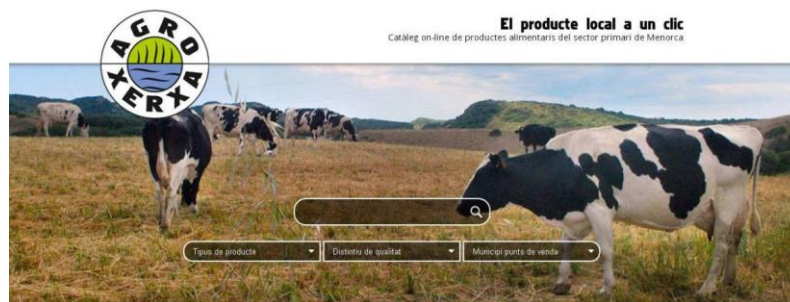 AGRO
XERXA
El producte local a un clic
Catàleg on-line de productes alimentaris del sector primari de Menorca
Tipus de producte
Distintiu de qualitat
Municipi punts de venda